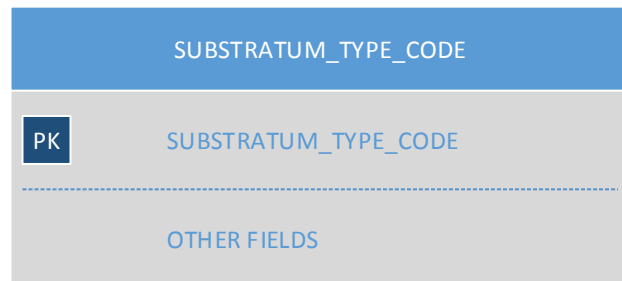 SUBSTRATUM_TYPE_CODE
PK SUBSTRATUM_TYPE_CODE
OTHER FIELDS